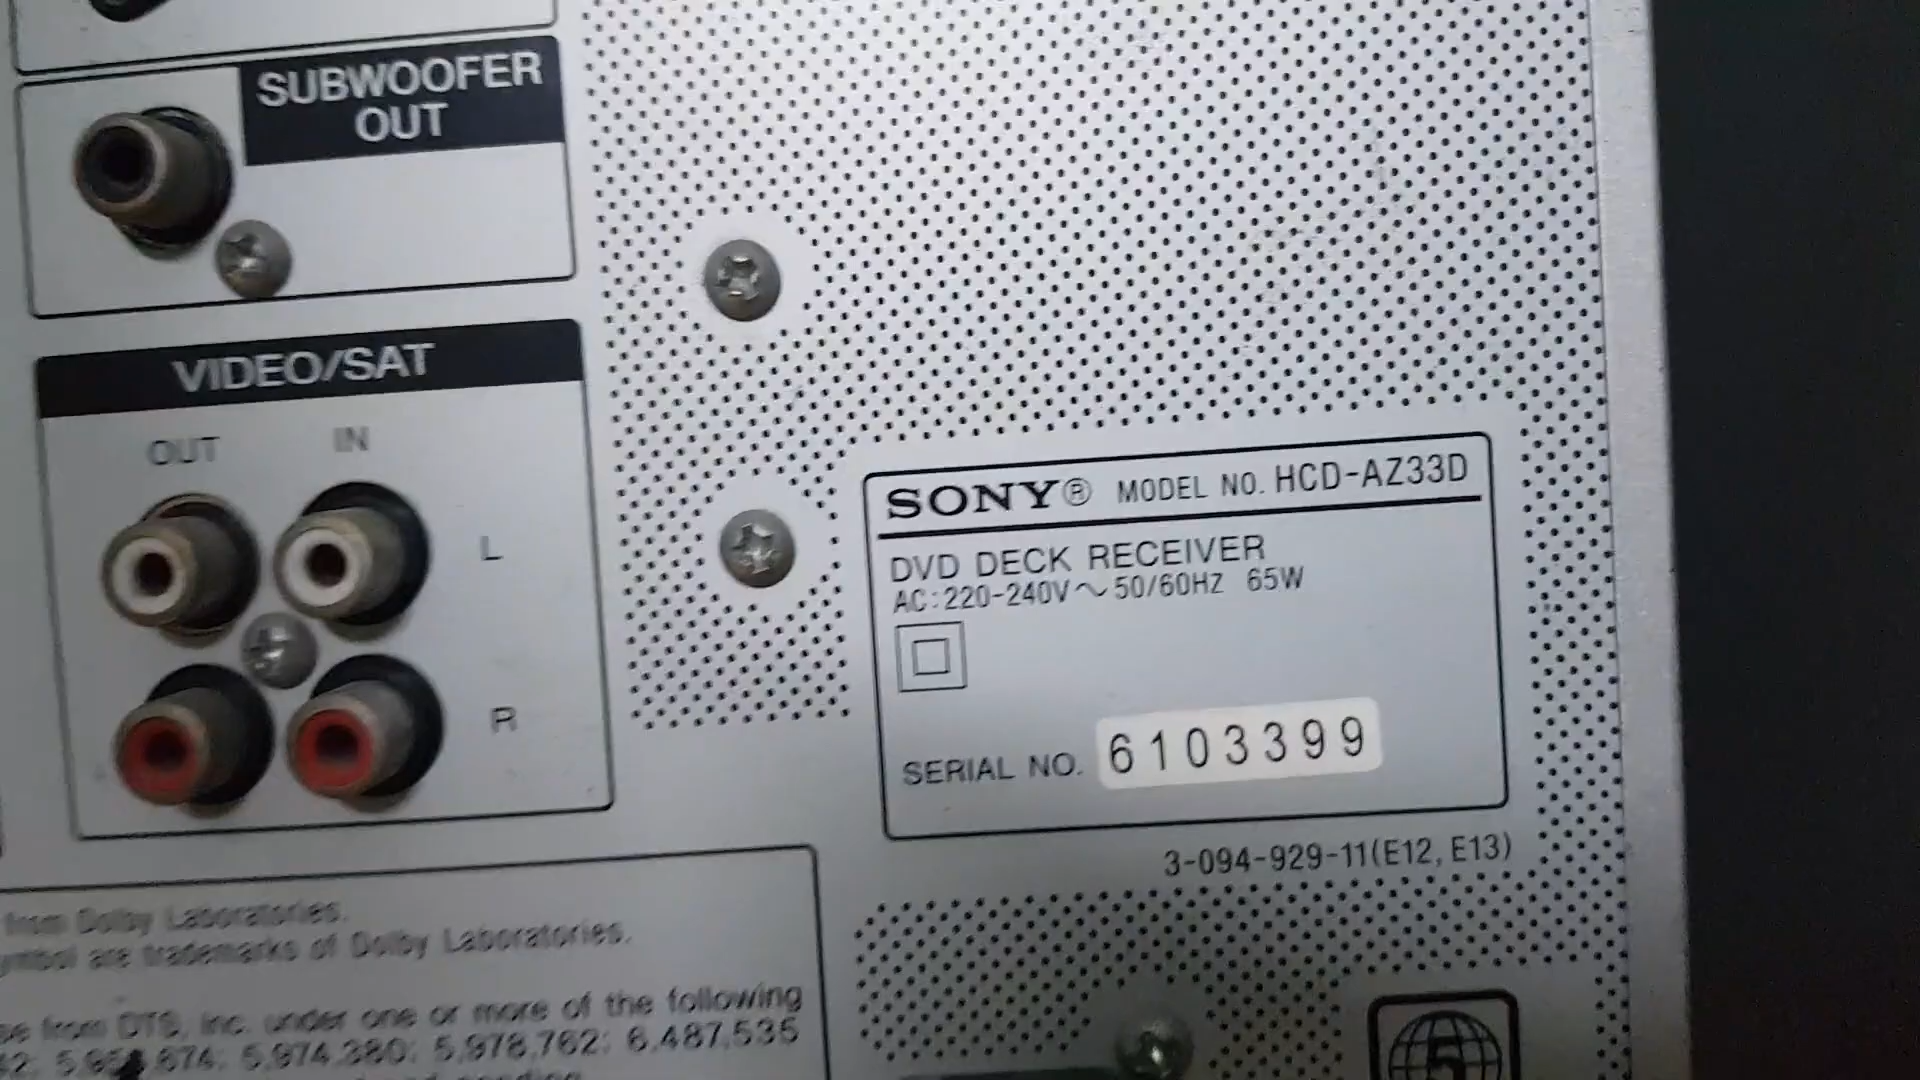 SUBWOOFER
OUT
VIDEO/SAT
OUT IN
L
R
SONY® MODEL NO. HCD-AZ33D
DVD DECK RECEIVER
AC:220-240V～50/60HZ 65W
SERIAL NO. 6103399
3-094-929-11(E12, E13)
from Dolby Laboratories.
symbol are trademarks of Dolby Laboratories.
from DTS, Inc. under one or more of the following
5,974,380; 5,978,762; 6,487,535
5